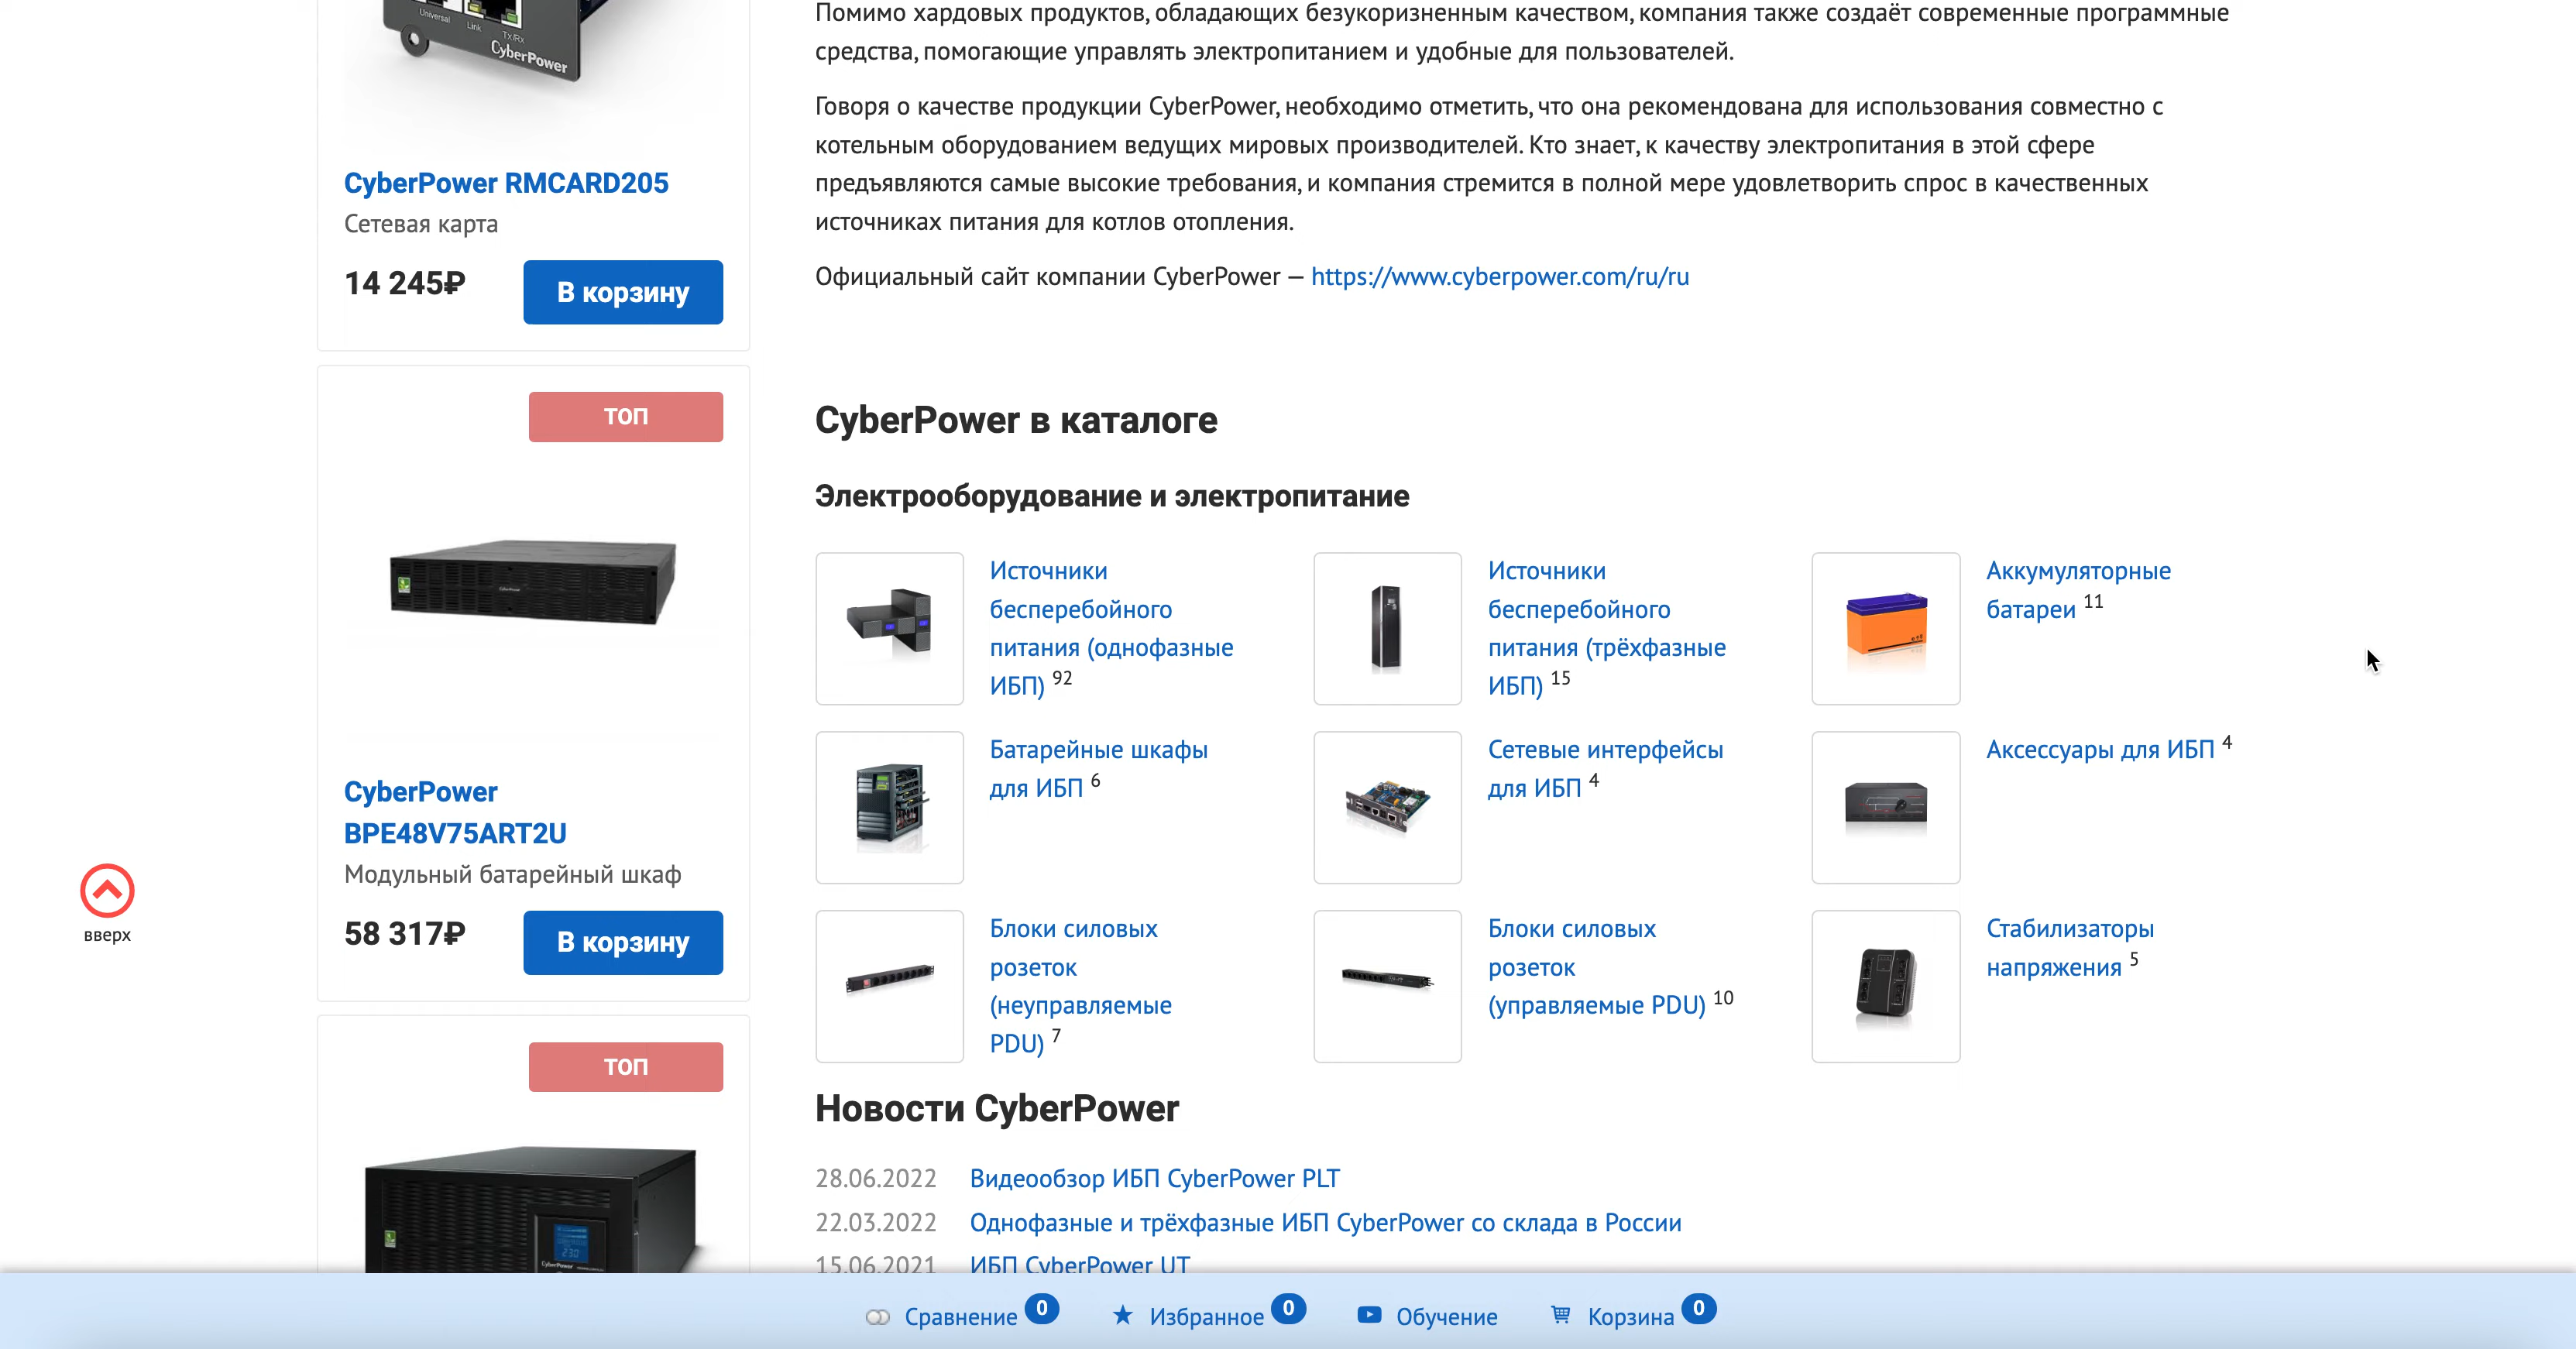 Universal
Link
Tx/Rx
CyberPower
CyberPower RMCARD205
Сетевая карта
14 245₽
В корзину
ТОП
CyberPower
BPE48V75ART2U
Модульный батарейный шкаф
58 317₽
В корзину
ТОП
вверх
Помимо хардовых продуктов, обладающих безукоризненным качеством, компания также создаёт современные программные
средства, помогающие управлять электропитанием и удобные для пользователей.
Говоря о качестве продукции CyberPower, необходимо отметить, что она рекомендована для использования совместно с
котельным оборудованием ведущих мировых производителей. Кто знает, к качеству электропитания в этой сфере
предъявляются самые высокие требования, и компания стремится в полной мере удовлетворить спрос в качественных
источниках питания для котлов отопления.
Официальный сайт компании CyberPower — https://www.cyberpower.com/ru/ru
CyberPower в каталоге
Электрооборудование и электропитание
Источники
бесперебойного
питания (однофазные
ИБП) 92
Источники
бесперебойного
питания (трёхфазные
ИБП) 15
Аккумуляторные
батареи 11
Батарейные шкафы
для ИБП 6
Сетевые интерфейсы
для ИБП 4
Аксессуары для ИБП 4
Блоки силовых
розеток
(неуправляемые
PDU) 7
Блоки силовых
розеток
(управляемые PDU) 10
Стабилизаторы
напряжения 5
Новости CyberPower
28.06.2022 Видеообзор ИБП CyberPower PLT
22.03.2022 Однофазные и трёхфазные ИБП CyberPower со склада в России
15.06.2021 ИБП CyberPower UT
Сравнение 0
Избранное 0
Обучение
Корзина 0